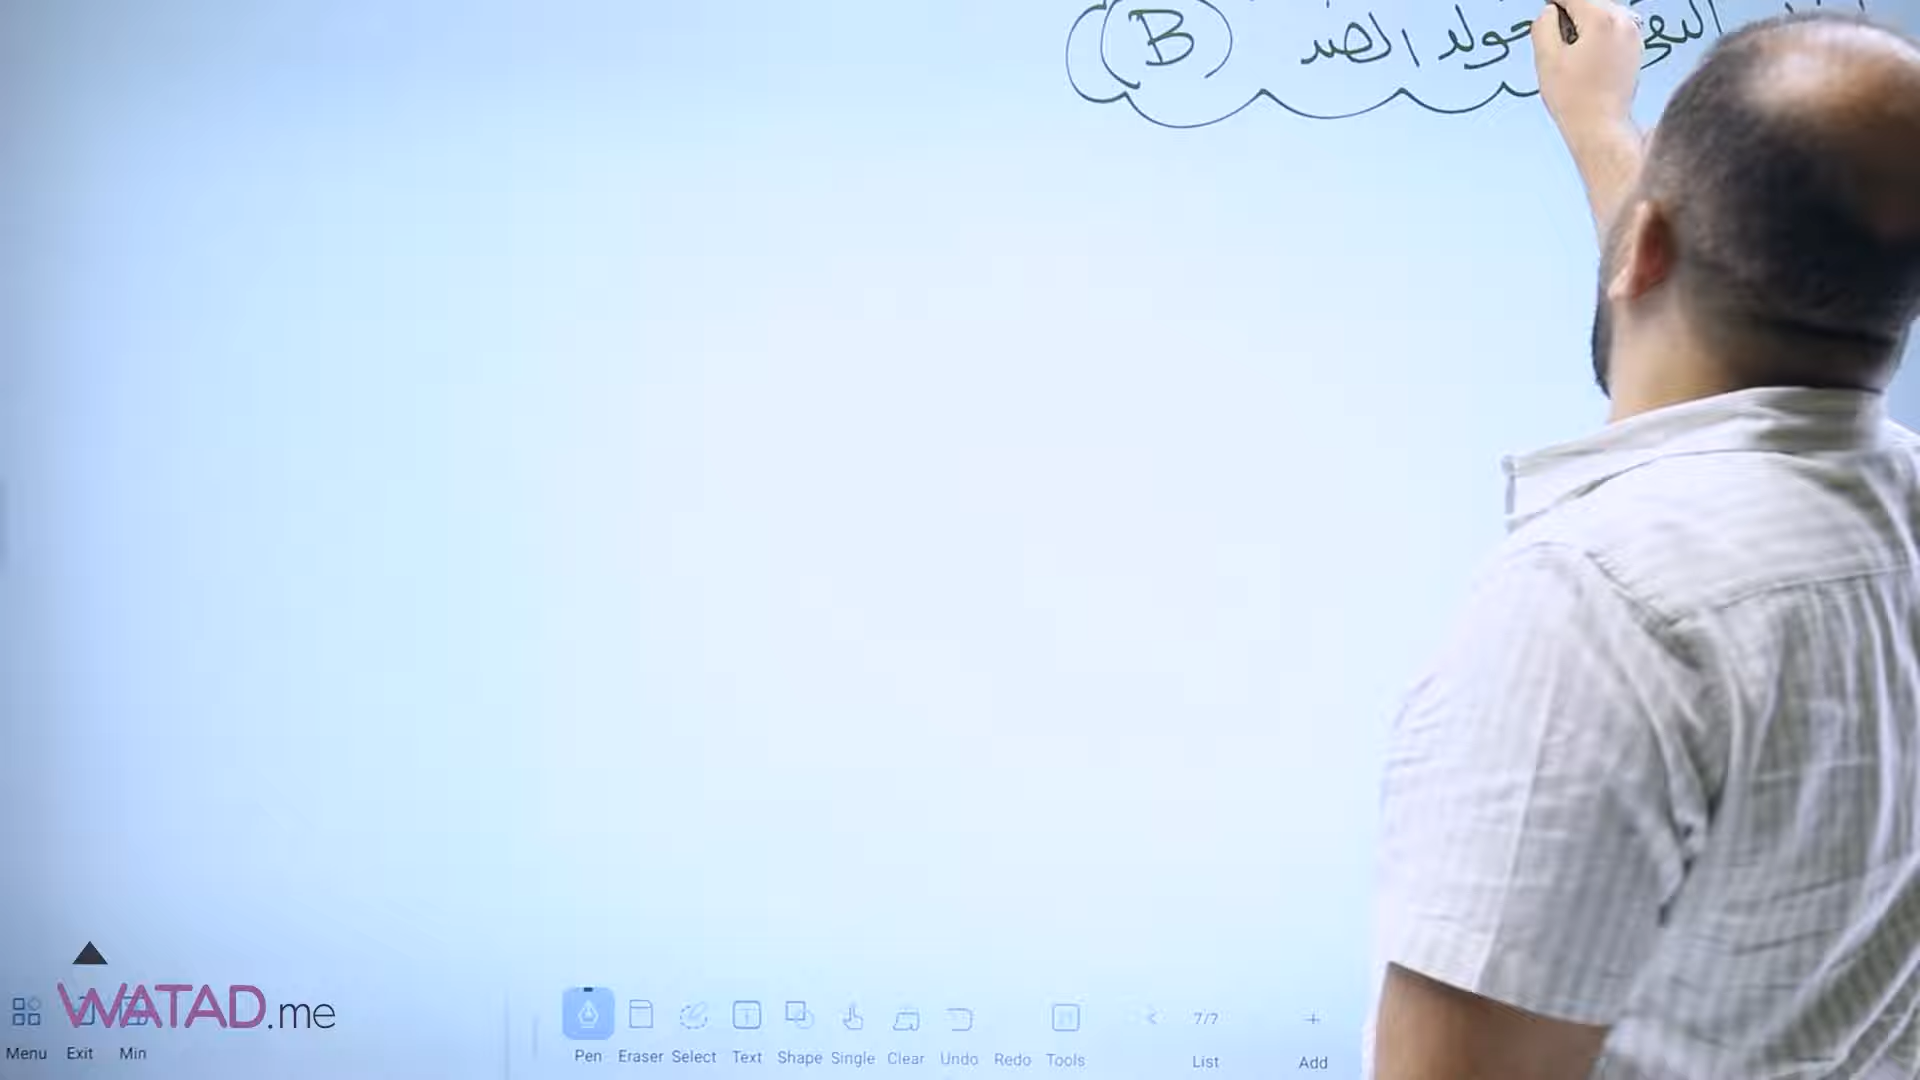 مولد الضد (B)
WATAD.me
Menu Exit Min Pen Eraser Select Text Shape Single Clear Undo Redo Tools 7/7 List Add